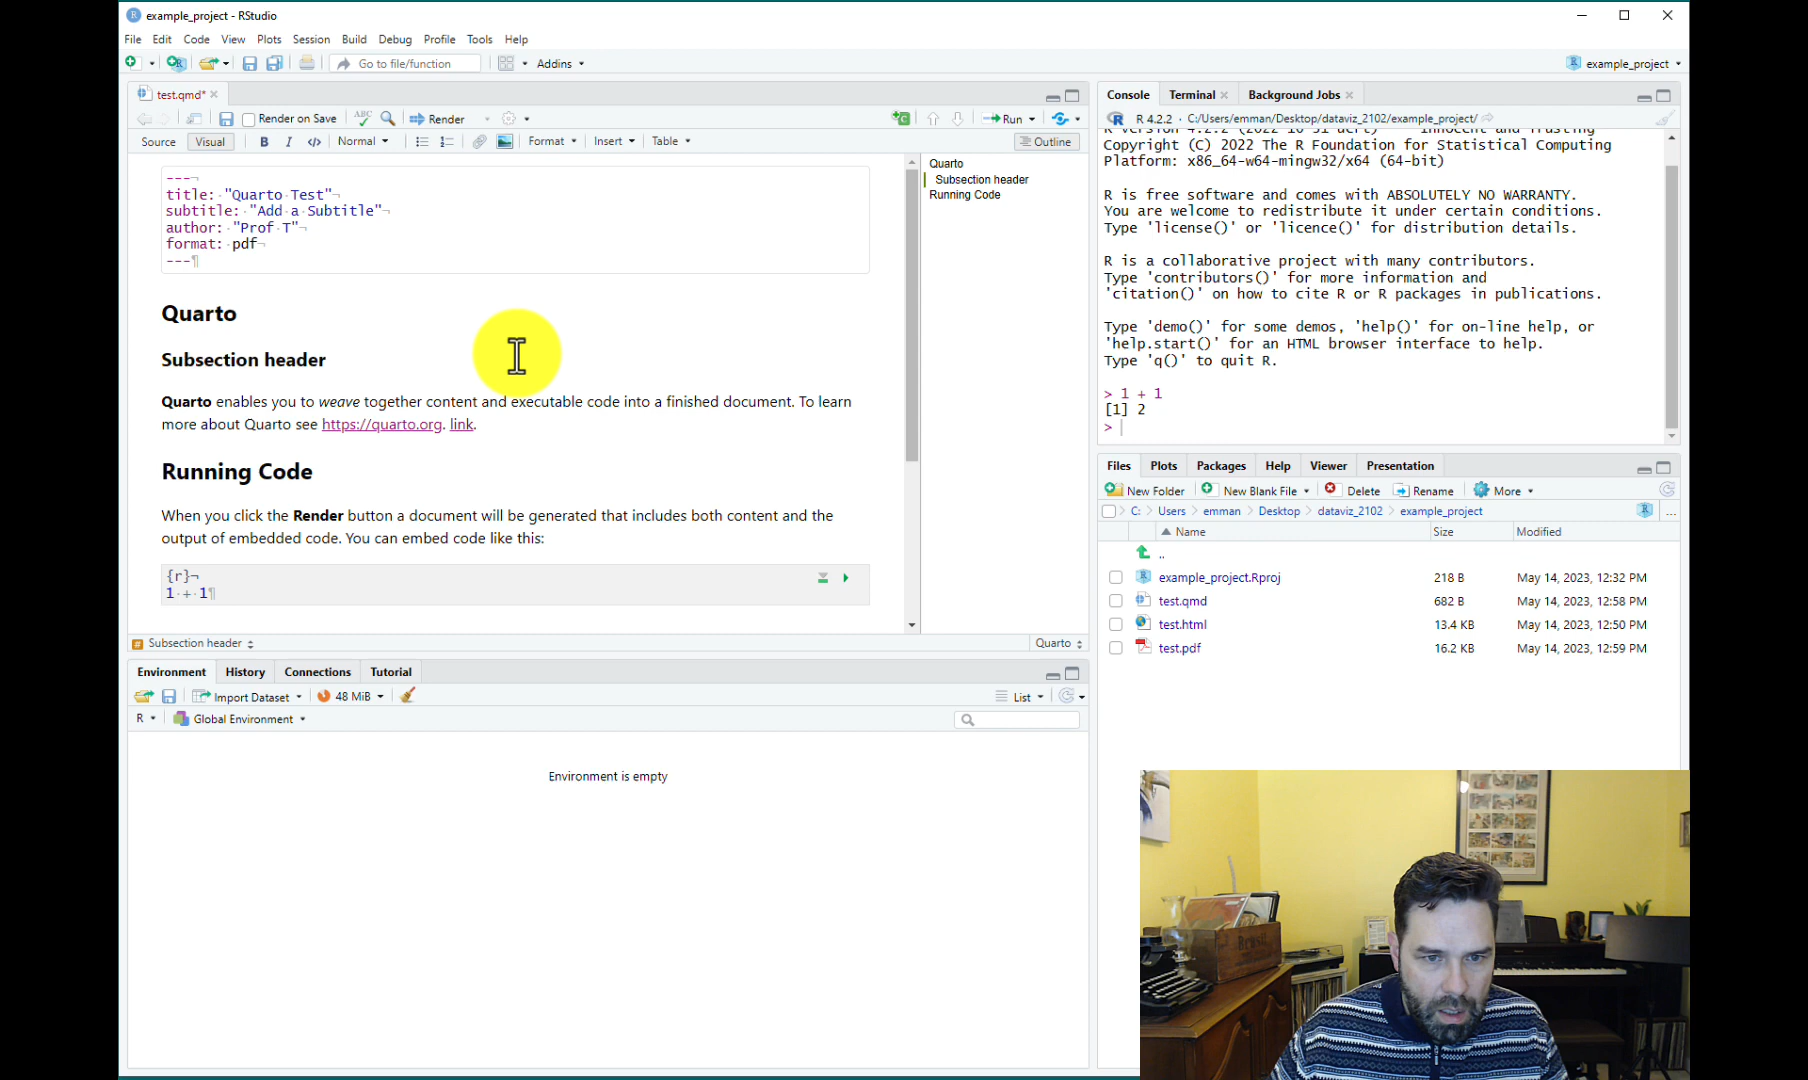 example_project - RStudio
File Edit Code View Plots Session Build Debug Profile Tools Help
Go to file/function Addins example_project
test.qmd*
Render on Save ABC Render Run
Source Visual B I </> Normal Format Insert Table Outline
---¬
title: "Quarto Test"¬
subtitle: "Add a Subtitle"¬
author: "Prof T"¬
format: pdf¬
---¶
Quarto
Subsection header
Quarto enables you to weave together content and executable code into a finished document. To learn
more about Quarto see https://quarto.org. link.
Running Code
When you click the Render button a document will be generated that includes both content and the
output of embedded code. You can embed code like this:
{r}¬
1 + 1¶
Quarto
Subsection header
Running Code
Subsection header Quarto
Environment History Connections Tutorial
Import Dataset 48 MiB List
R Global Environment
Environment is empty
Console Terminal Background Jobs
R 4.2.2 · C:/Users/emman/Desktop/dataviz_2102/example_project/
R version 4.2.2 (2022-10-31 ucrt) -- "Innocent and Trusting"
Copyright (C) 2022 The R Foundation for Statistical Computing
Platform: x86_64-w64-mingw32/x64 (64-bit)
R is free software and comes with ABSOLUTELY NO WARRANTY.
You are welcome to redistribute it under certain conditions.
Type 'license()' or 'licence()' for distribution details.
R is a collaborative project with many contributors.
Type 'contributors()' for more information and
'citation()' on how to cite R or R packages in publications.
Type 'demo()' for some demos, 'help()' for on-line help, or
'help.start()' for an HTML browser interface to help.
Type 'q()' to quit R.
> 1 + 1
[1] 2
>
Files Plots Packages Help Viewer Presentation
New Folder New Blank File Delete Rename More
C: Users emman Desktop dataviz_2102 example_project ...
Name Size Modified
..
example_project.Rproj 218 B May 14, 2023, 12:32 PM
test.qmd 682 B May 14, 2023, 12:58 PM
test.html 13.4 KB May 14, 2023, 12:50 PM
test.pdf 16.2 KB May 14, 2023, 12:59 PM